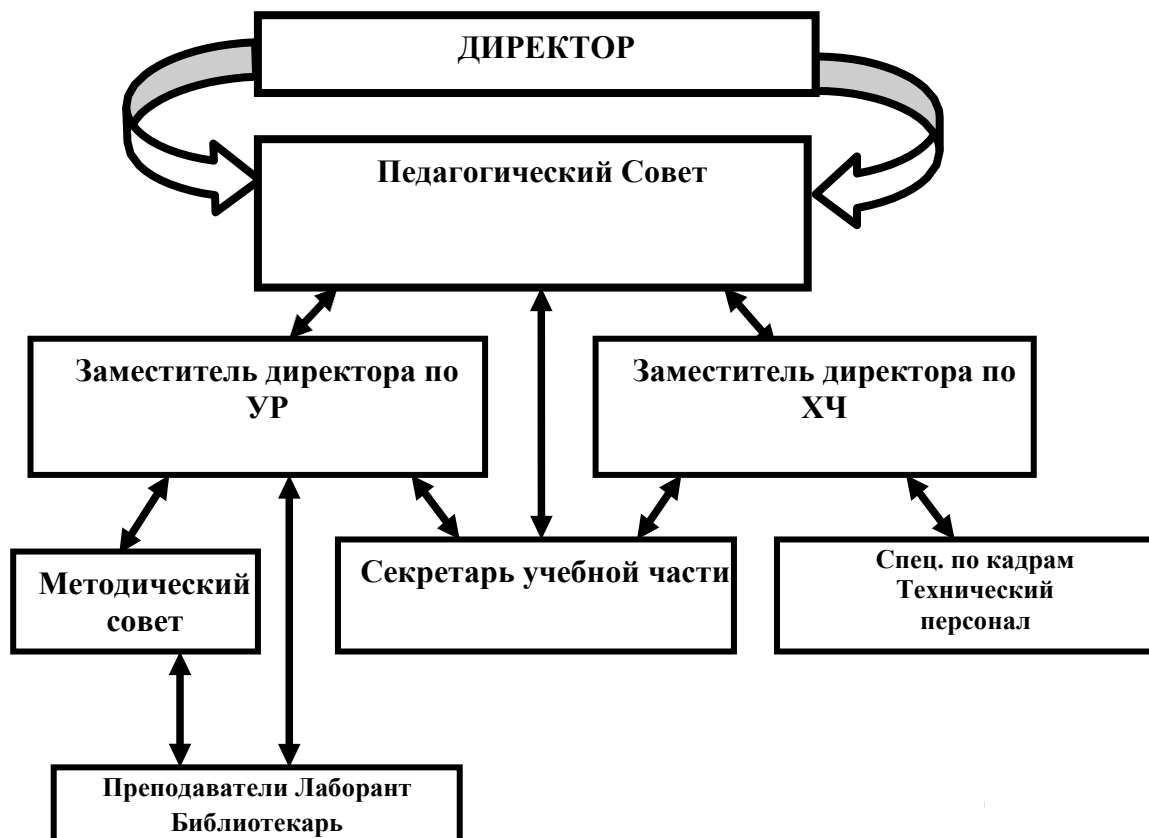 ДИРЕКТОР
Педагогический Совет
Заместитель директора по
УР
Заместитель директора по
ХЧ
Методический
совет
Секретарь учебной части
Спец. по кадрам
Технический
персонал
Преподаватели Лаборант
Библиотекарь